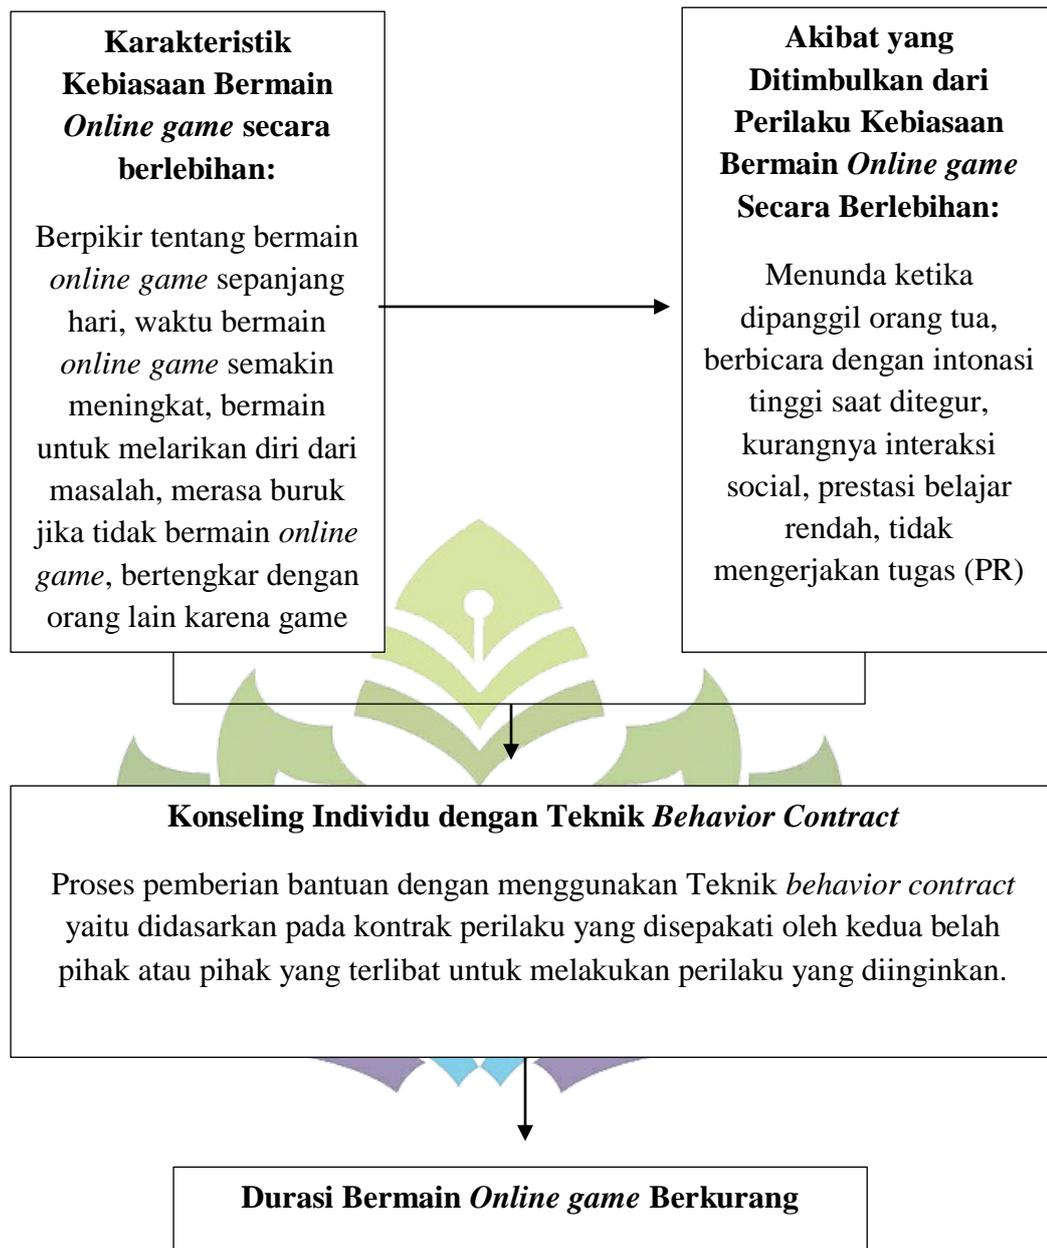 Karakteristik
Kebiasaan Bermain
Online game secara
berlebihan:
Berpikir tentang bermain
online game sepanjang
hari, waktu bermain
online game semakin
meningkat, bermain
untuk melarikan diri dari
masalah, merasa buruk
jika tidak bermain online
game, bertengkar dengan
orang lain karena game
Akibat yang
Ditimbulkan dari
Perilaku Kebiasaan
Bermain Online game
Secara Berlebihan:
Menunda ketika
dipanggil orang tua,
berbicara dengan intonasi
tinggi saat ditegur,
kurangnya interaksi
social, prestasi belajar
rendah, tidak
mengerjakan tugas (PR)
Konseling Individu dengan Teknik Behavior Contract
Proses pemberian bantuan dengan menggunakan Teknik behavior contract
yaitu didasarkan pada kontrak perilaku yang disepakati oleh kedua belah
pihak atau pihak yang terlibat untuk melakukan perilaku yang diinginkan.
Durasi Bermain Online game Berkurang